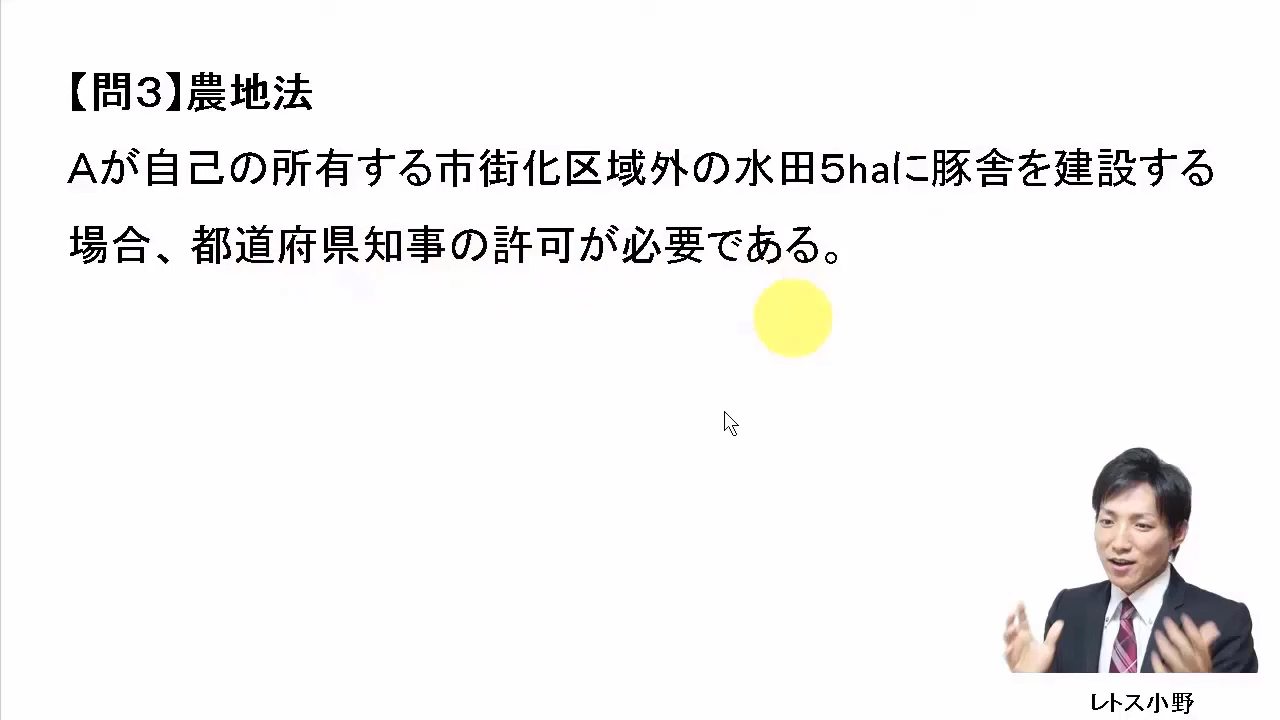 【問３】農地法
Ａが自己の所有する市街化区域外の水田５haに豚舎を建設する
場合、都道府県知事の許可が必要である。
レトス小野